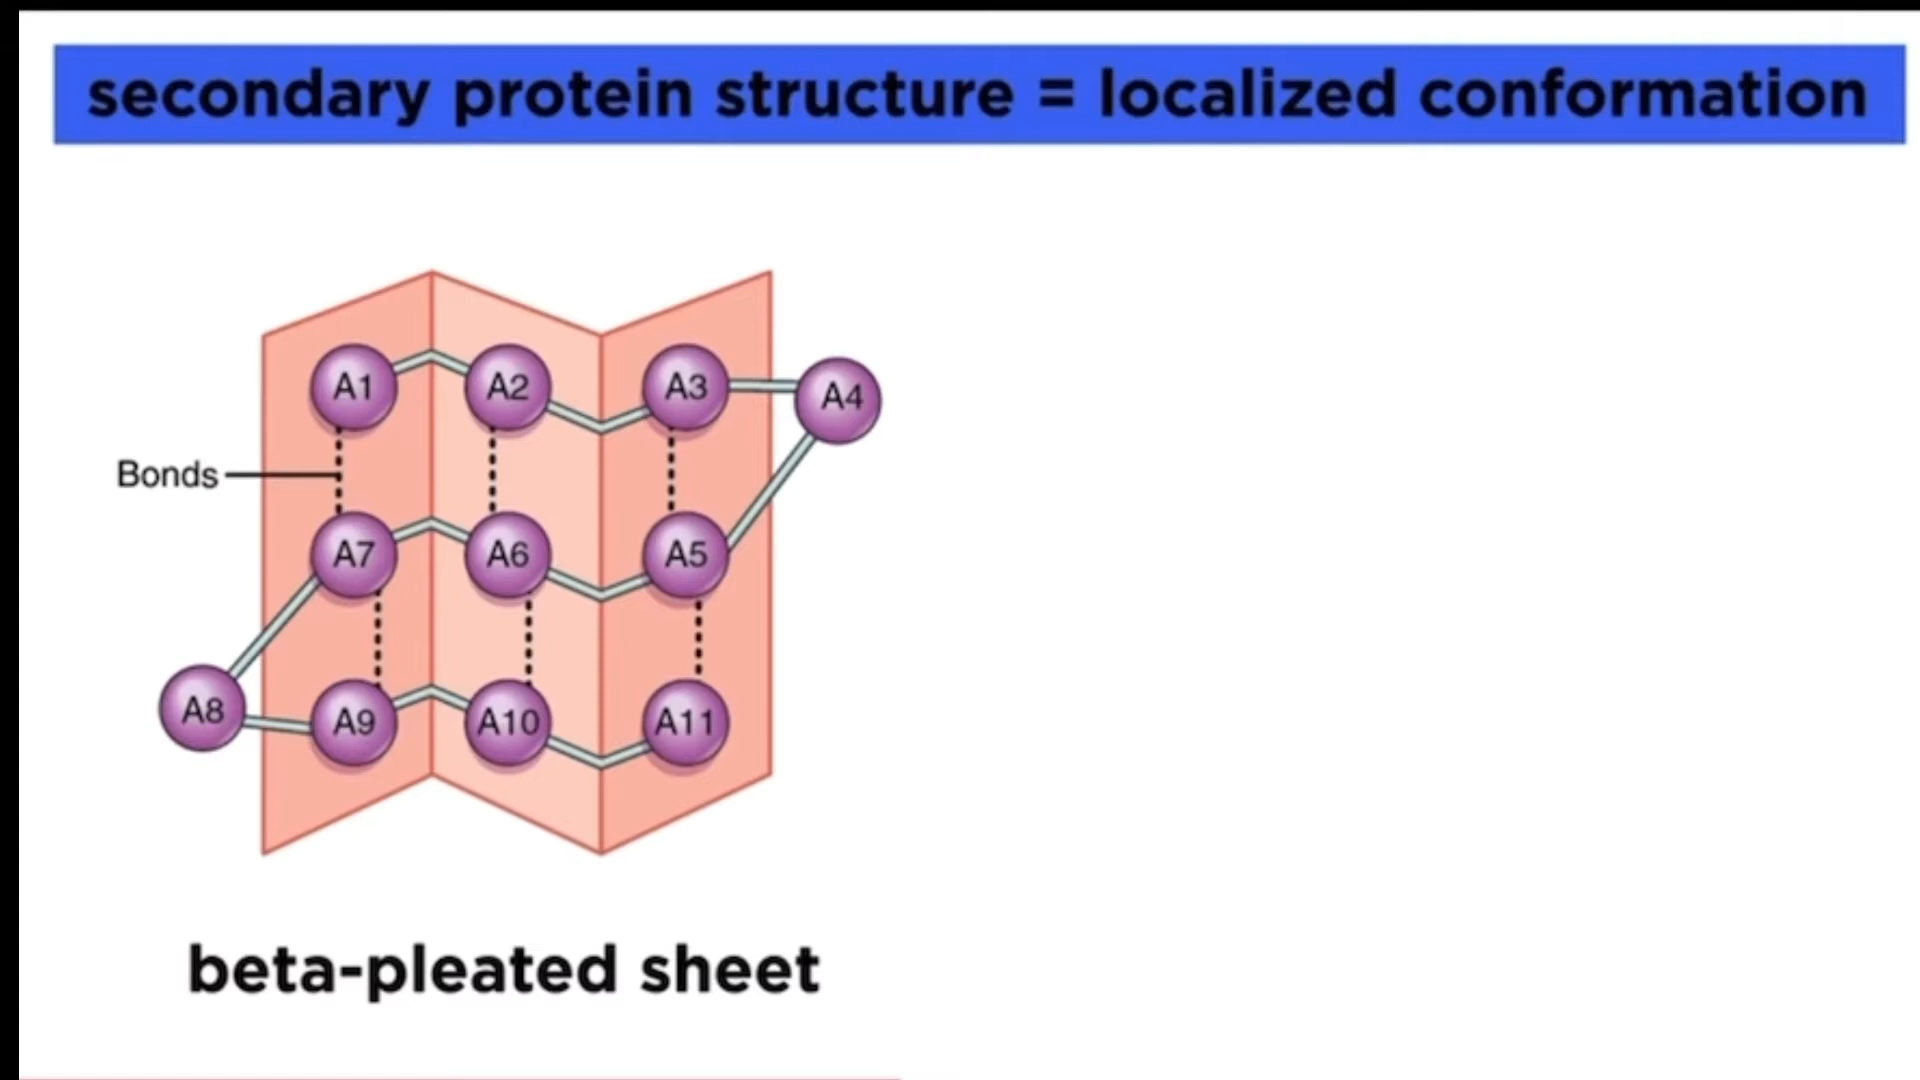 secondary protein structure = localized conformation
A1 A2 A3 A4
Bonds
A7 A6 A5
A8 A9 A10 A11
beta-pleated sheet